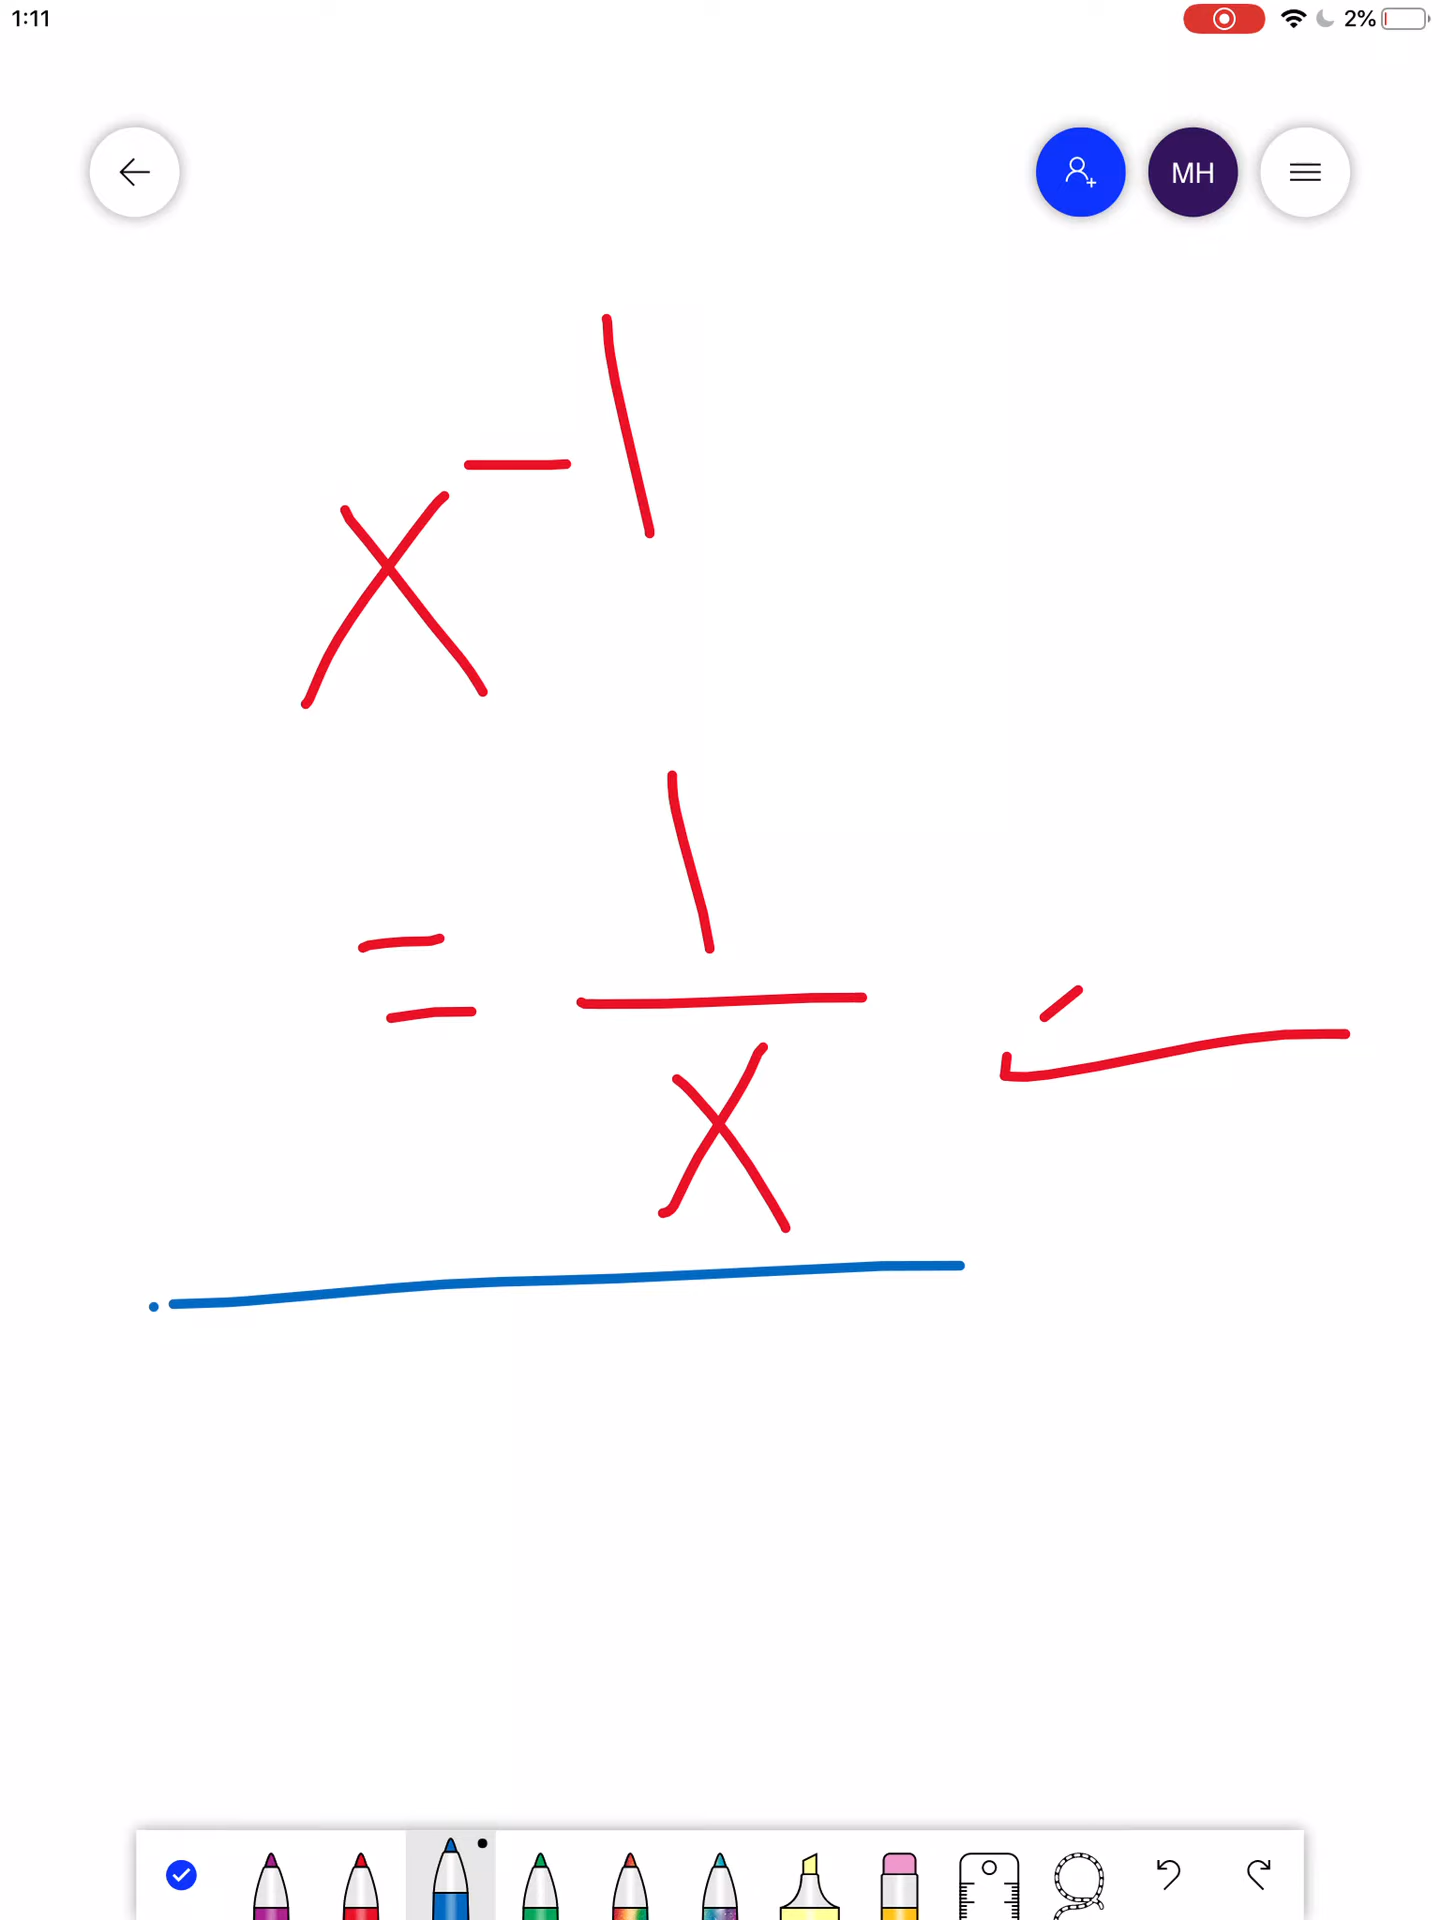 1:11 2%
MH
x⁻¹
= 1/x